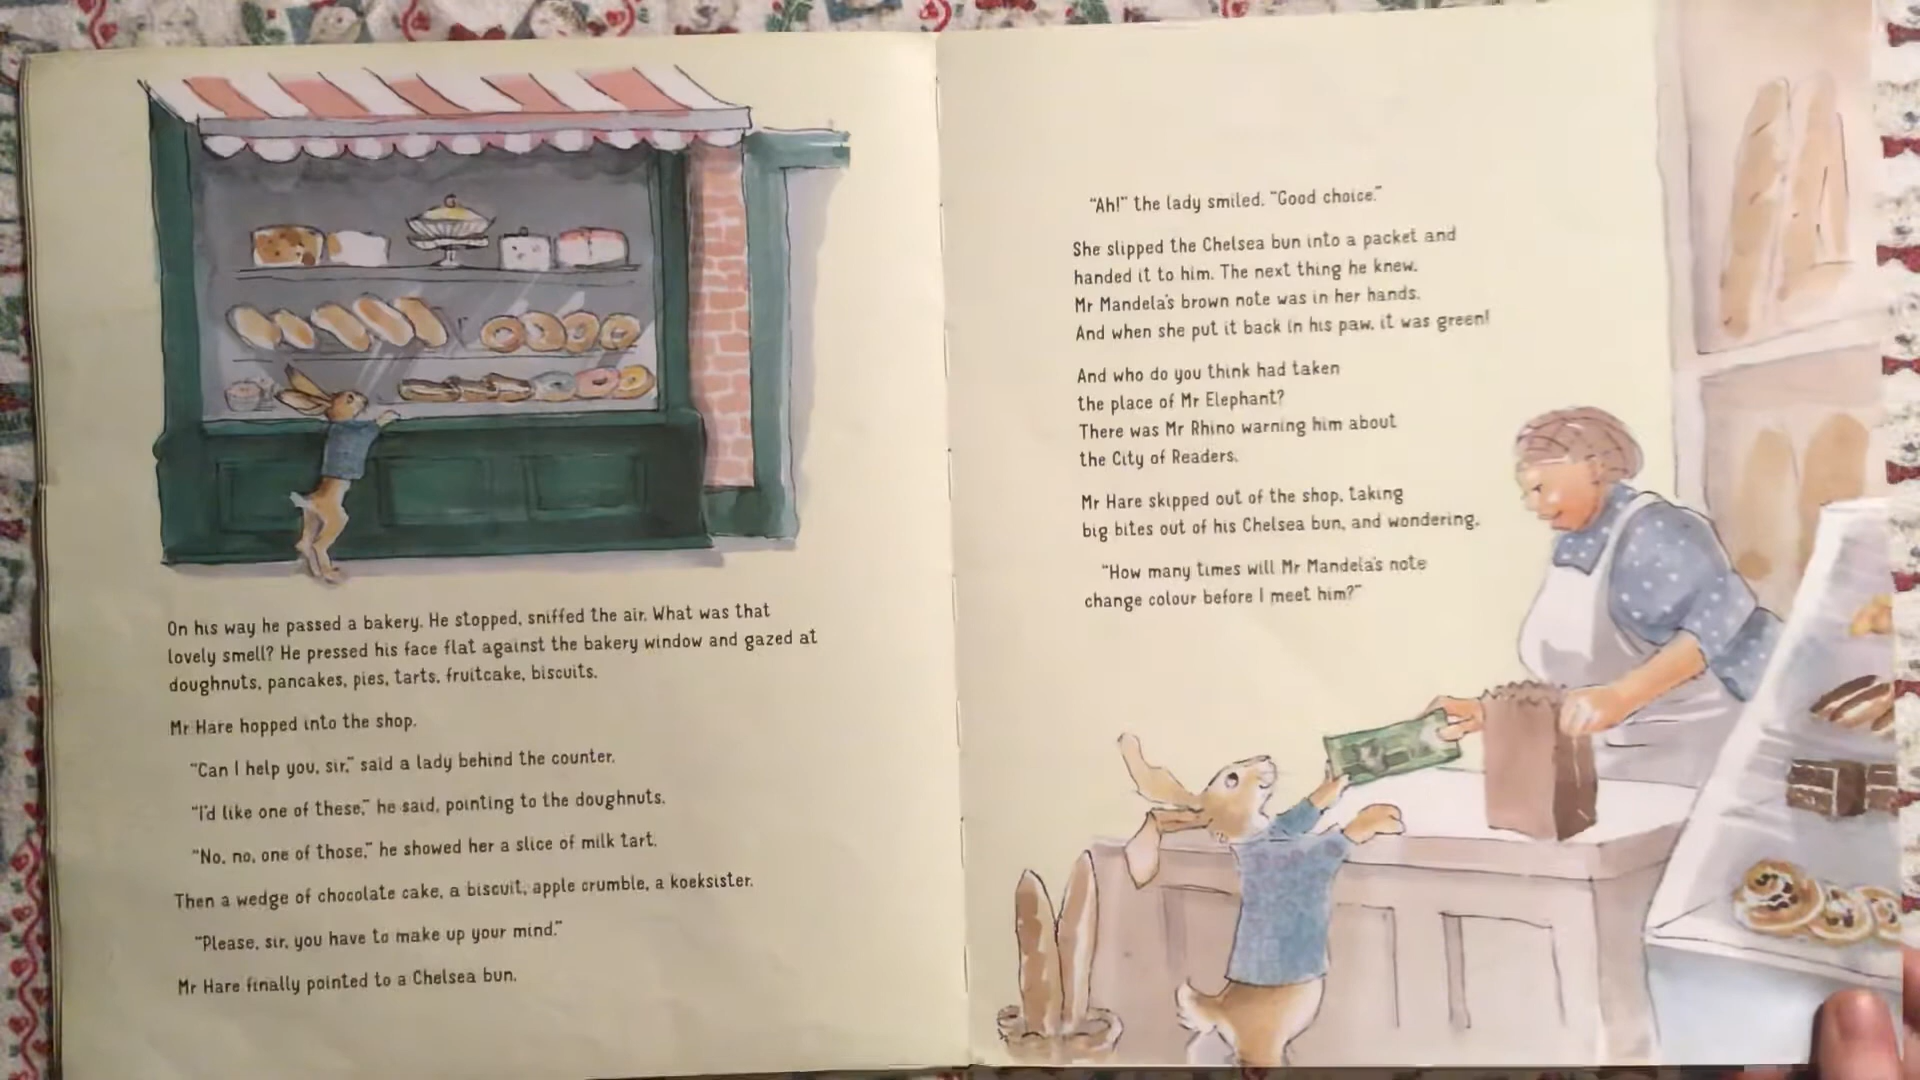 On his way he passed a bakery. He stopped, sniffed the air. What was that
lovely smell? He pressed his face flat against the bakery window and gazed at
doughnuts, pancakes, pies, tarts, fruitcake, biscuits.
Mr Hare hopped into the shop.
"Can I help you, sir," said a lady behind the counter.
"I'd like one of these," he said, pointing to the doughnuts.
"No, no, one of those," he showed her a slice of milk tart.
Then a wedge of chocolate cake, a biscuit, apple crumble, a koeksister.
"Please, sir, you have to make up your mind."
Mr Hare finally pointed to a Chelsea bun.
"Ah!" the lady smiled. "Good choice."
She slipped the Chelsea bun into a packet and
handed it to him. The next thing he knew,
Mr Mandela's brown note was in her hands.
And when she put it back in his paw, it was green!
And who do you think had taken
the place of Mr Elephant?
There was Mr Rhino warning him about
the City of Readers.
Mr Hare skipped out of the shop, taking
big bites out of his Chelsea bun, and wondering,
"How many times will Mr Mandela's note
change colour before I meet him?"